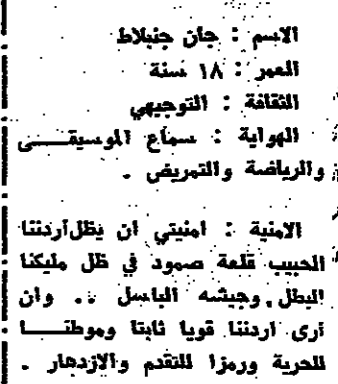 الاسم : جان جنبلاط
العمر : ١٨ سنة
الثقافة : التوجيهي
الهواية : سماع الموسيقى
والرياضة والتمريض .
الامنية : امنيتي ان يظل أردننا
الحبيب قلعة صمود في ظل مليكنا
البطل وجيشه الباسل .. وان
أرى اردننا قويا ثابتا وموطنا
للحرية ورمزا للتقدم والازدهار .